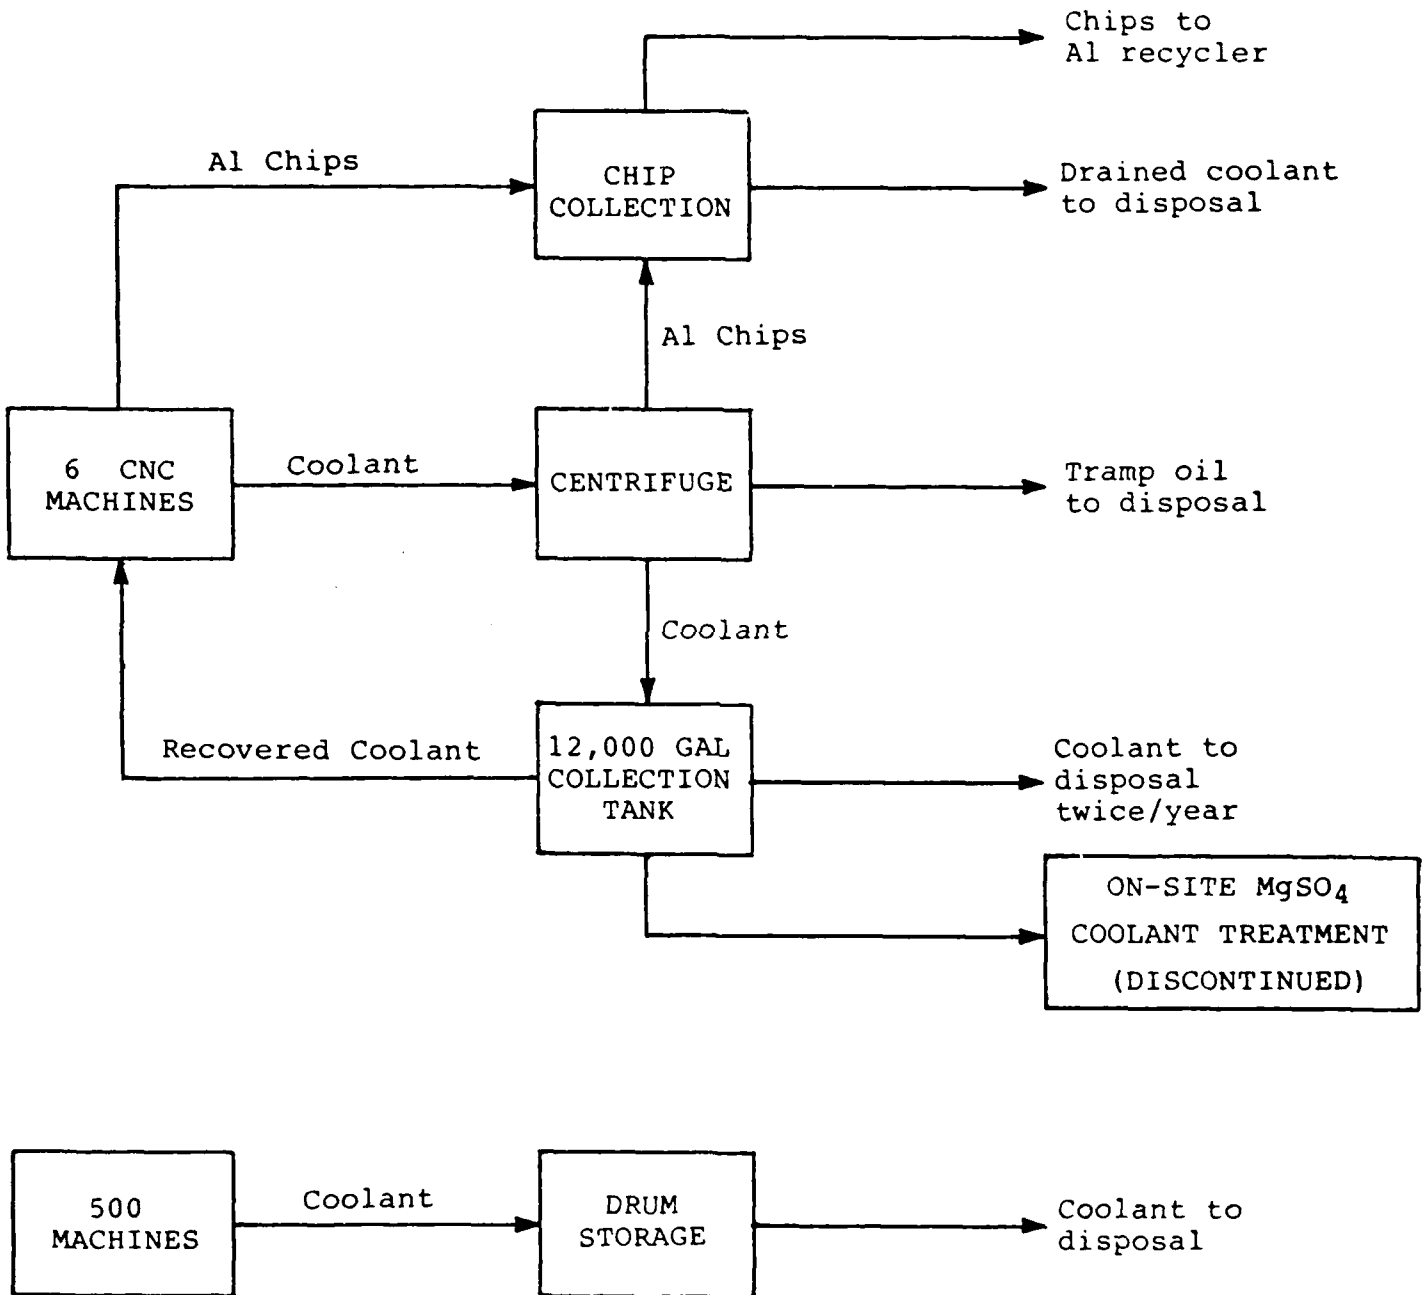 Chips to
Al recycler
Al Chips
CHIP
COLLECTION
Drained coolant
to disposal
Al Chips
6 CNC
MACHINES
Coolant
CENTRIFUGE
Tramp oil
to disposal
Coolant
Recovered Coolant
12,000 GAL
COLLECTION
TANK
Coolant to
disposal
twice/year
ON-SITE MgSO4
COOLANT TREATMENT
(DISCONTINUED)
500
MACHINES
Coolant
DRUM
STORAGE
Coolant to
disposal